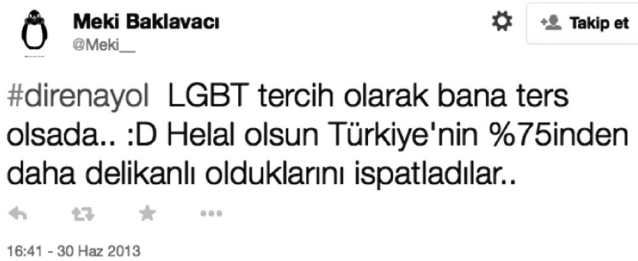 Meki Baklavacı
@Meki__
Takip et
#direnayol LGBT tercih olarak bana ters
olsada.. :D Helal olsun Türkiye'nin %75inden
daha delikanlı olduklarını ispatladılar..
16:41 - 30 Haz 2013